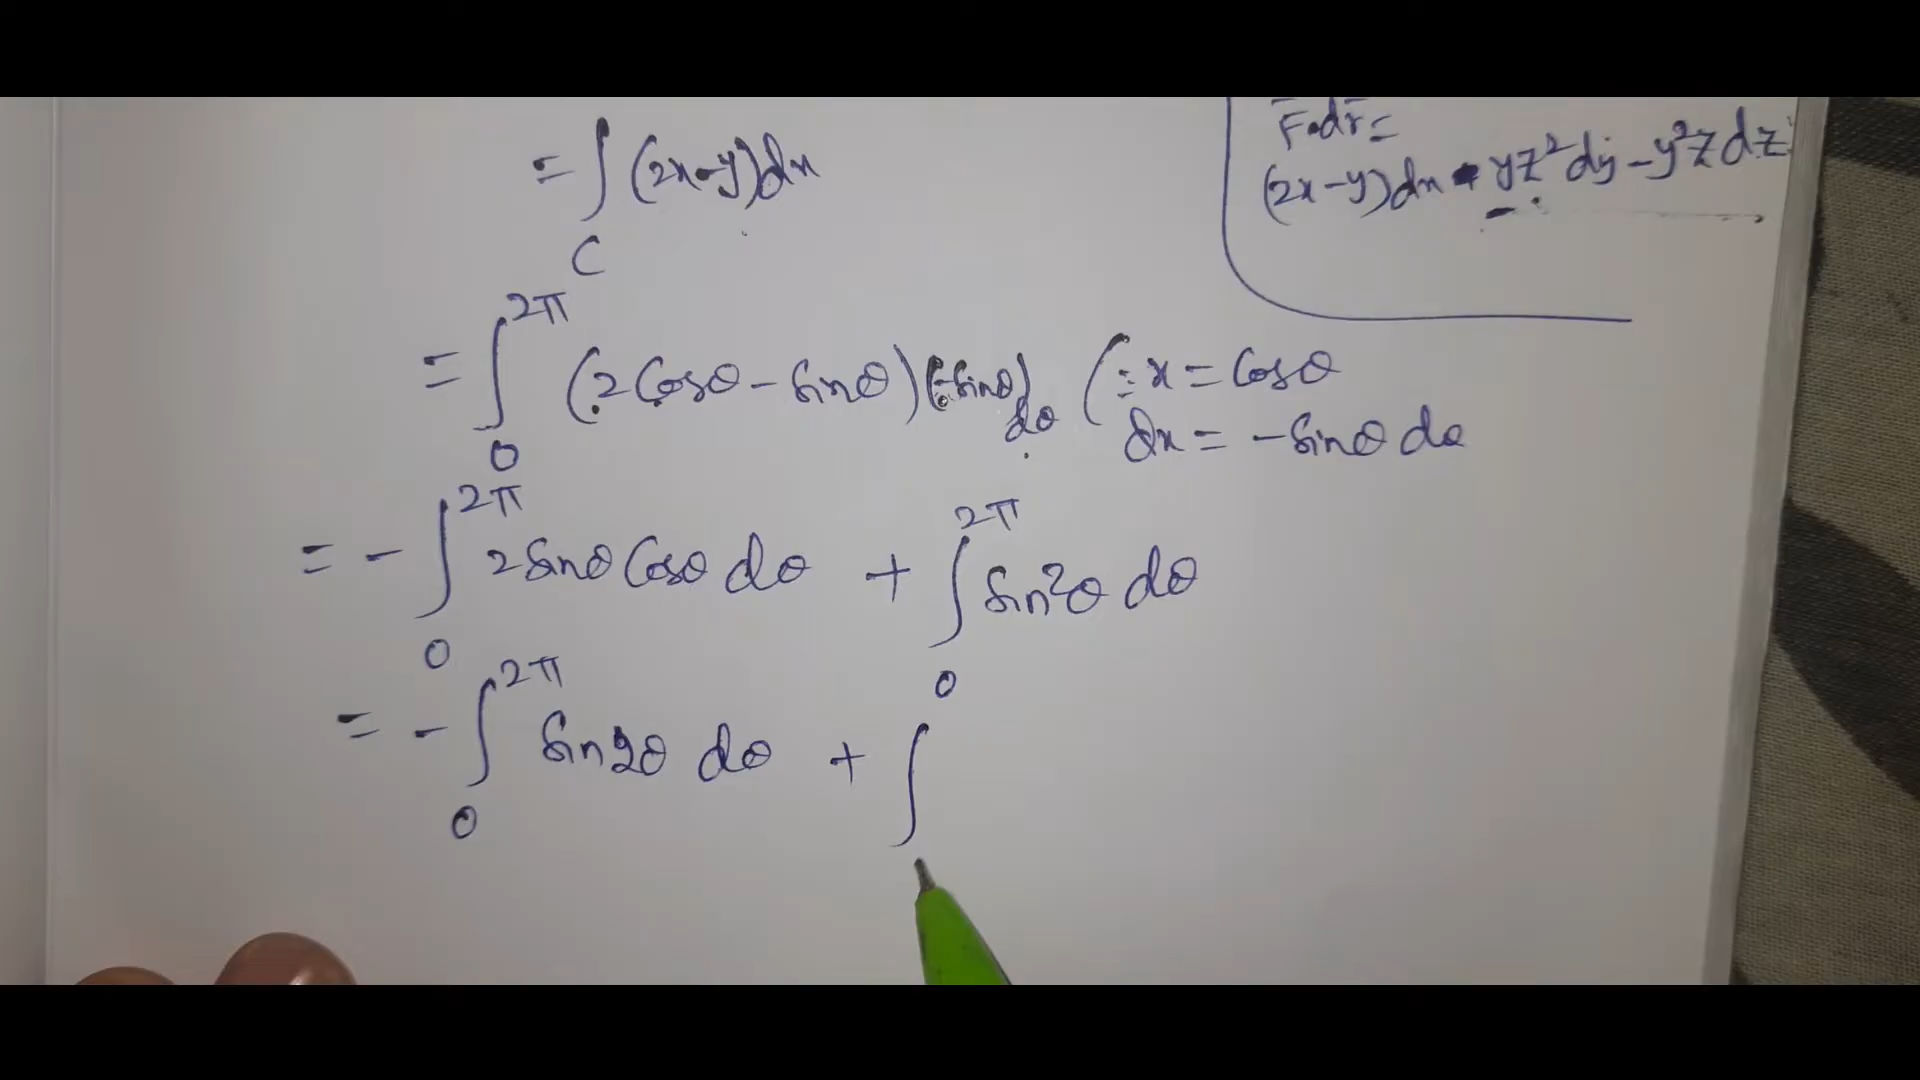 = ∫ (2x-y)dx
C
F̄.dr̄ =
(2x-y)dx - yz²dy - y²z dz
= ∫₀^2π (2 Cosθ - Sinθ)(-Sinθ) dθ (∵ x = Cosθ
dx = -Sinθ dθ
= - ∫₀^2π 2 Sinθ Cosθ dθ + ∫₀^2π Sin²θ dθ
= - ∫₀^2π Sin2θ dθ + ∫